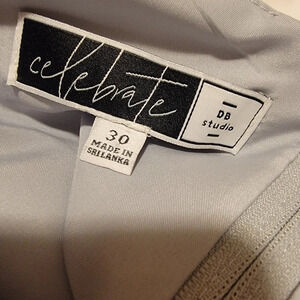 celebrate
DB
studio
30
MADE IN
SRILANKA